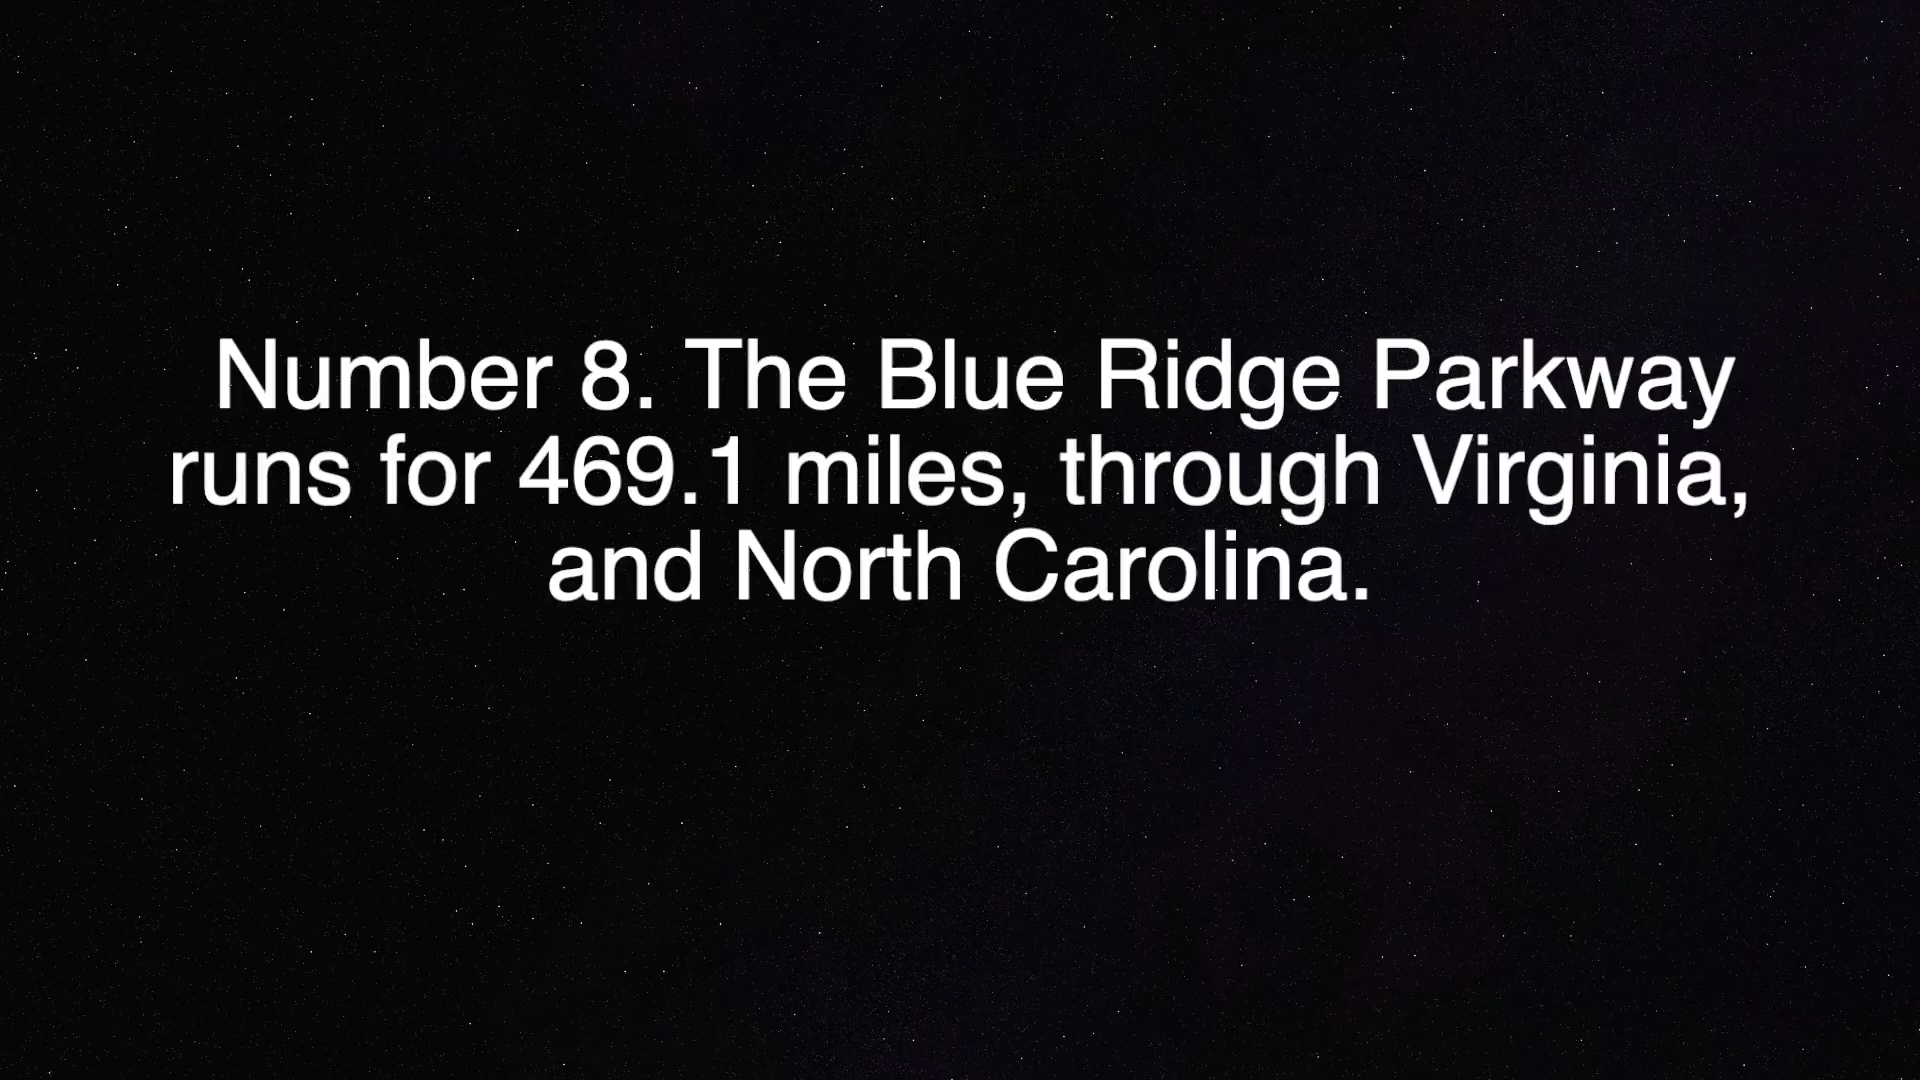 Number 8. The Blue Ridge Parkway
runs for 469.1 miles, through Virginia,
and North Carolina.